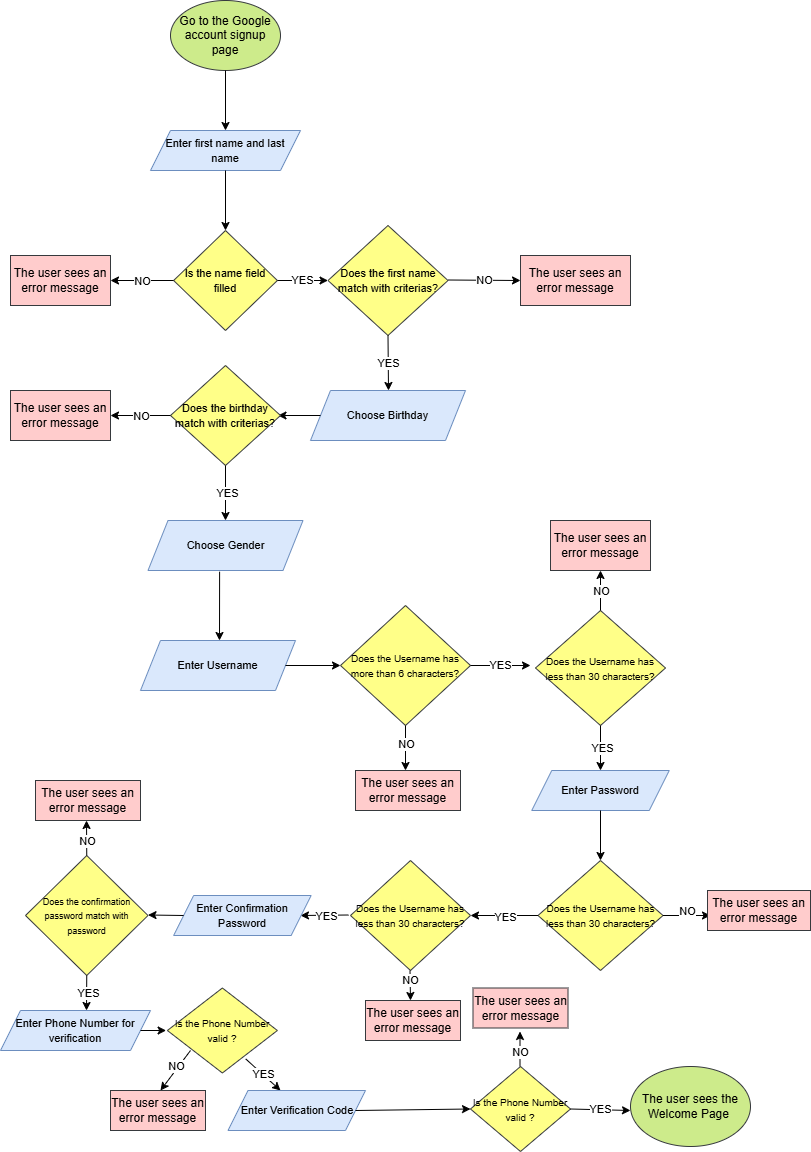 Go to the Google
account signup
page
Enter first name and last
name
The user sees an
error message
NO
Is the name field
filled
YES
Does the first name
match with criterias?
NO
The user sees an
error message
YES
The user sees an
error message
NO
Does the birthday
match with criterias?
Choose Birthday
YES
Choose Gender
The user sees an
error message
NO
Enter Username
Does the Username has
more than 6 characters?
YES
Does the Username has
less than 30 characters?
NO
YES
The user sees an
error message
Enter Password
The user sees an
error message
NO
Does the confirmation
password match with
password
Enter Confirmation
Password
YES
Does the Username has
less than 30 characters?
YES
Does the Username has
less than 30 characters?
NO
The user sees an
error message
YES
NO
The user sees an
error message
Enter Phone Number for
verification
Is the Phone Number
valid ?
The user sees an
error message
NO
YES
NO
The user sees an
error message
Enter Verification Code
Is the Phone Number
valid ?
YES
The user sees the
Welcome Page